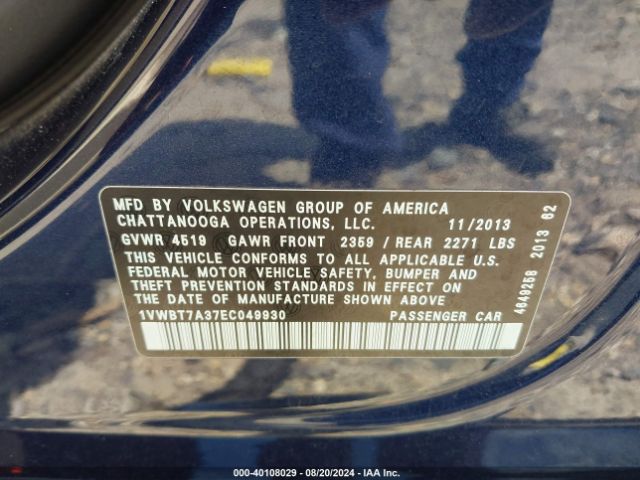 MFD BY VOLKSWAGEN GROUP OF AMERICA
CHATTANOOGA OPERATIONS, LLC. 11/2013
GVWR 4519 GAWR FRONT 2359 / REAR 2271 LBS
THIS VEHICLE CONFORMS TO ALL APPLICABLE U.S.
FEDERAL MOTOR VEHICLE SAFETY, BUMPER AND
THEFT PREVENTION STANDARDS IN EFFECT ON
THE DATE OF MANUFACTURE SHOWN ABOVE
1VWBT7A37EC049930 PASSENGER CAR
4649258 2013 62
000-40108029 - 08/20/2024 - IAA Inc.